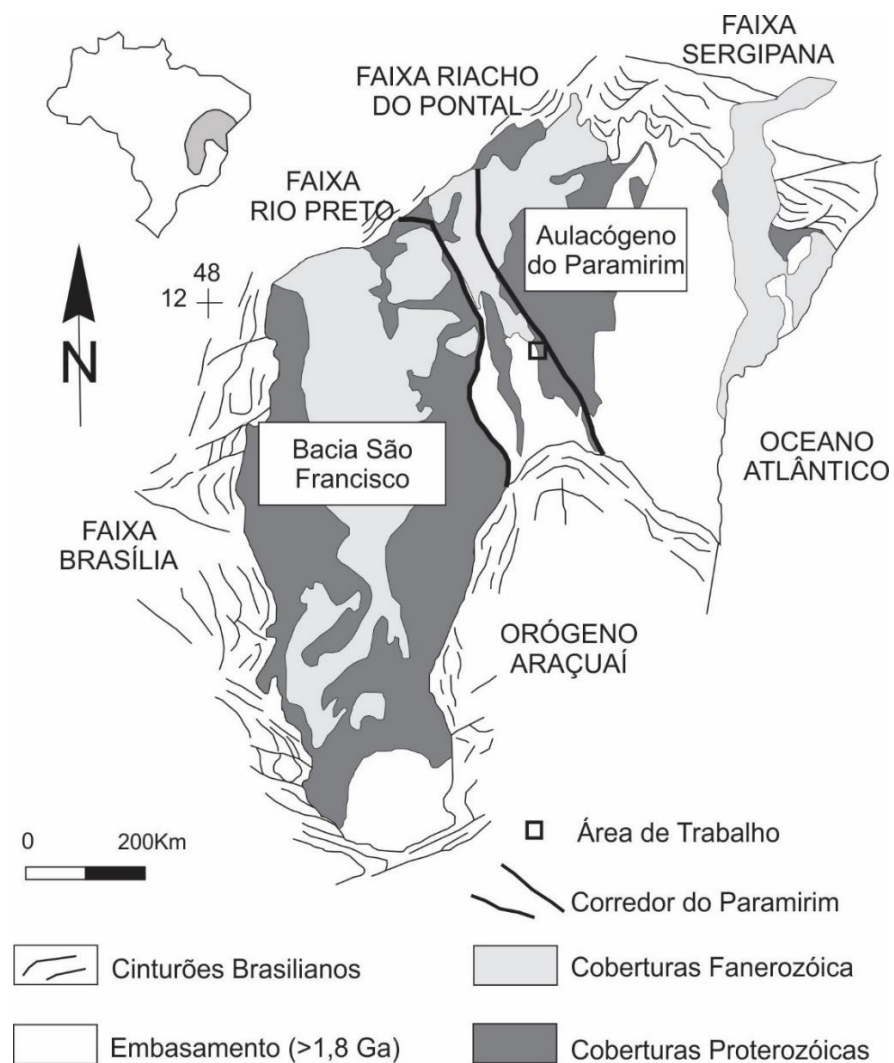 FAIXA
SERGIPANA
FAIXA RIACHO
DO PONTAL
FAIXA
RIO PRETO
Aulacógeno
do Paramirim
48
12
N
Bacia São
Francisco
OCEANO
ATLÂNTICO
FAIXA
BRASÍLIA
ORÓGENO
ARAÇUAÍ
0 200Km
Área de Trabalho
Corredor do Paramirim
Cinturões Brasilianos
Coberturas Fanerozóica
Embasamento (>1,8 Ga)
Coberturas Proterozóicas